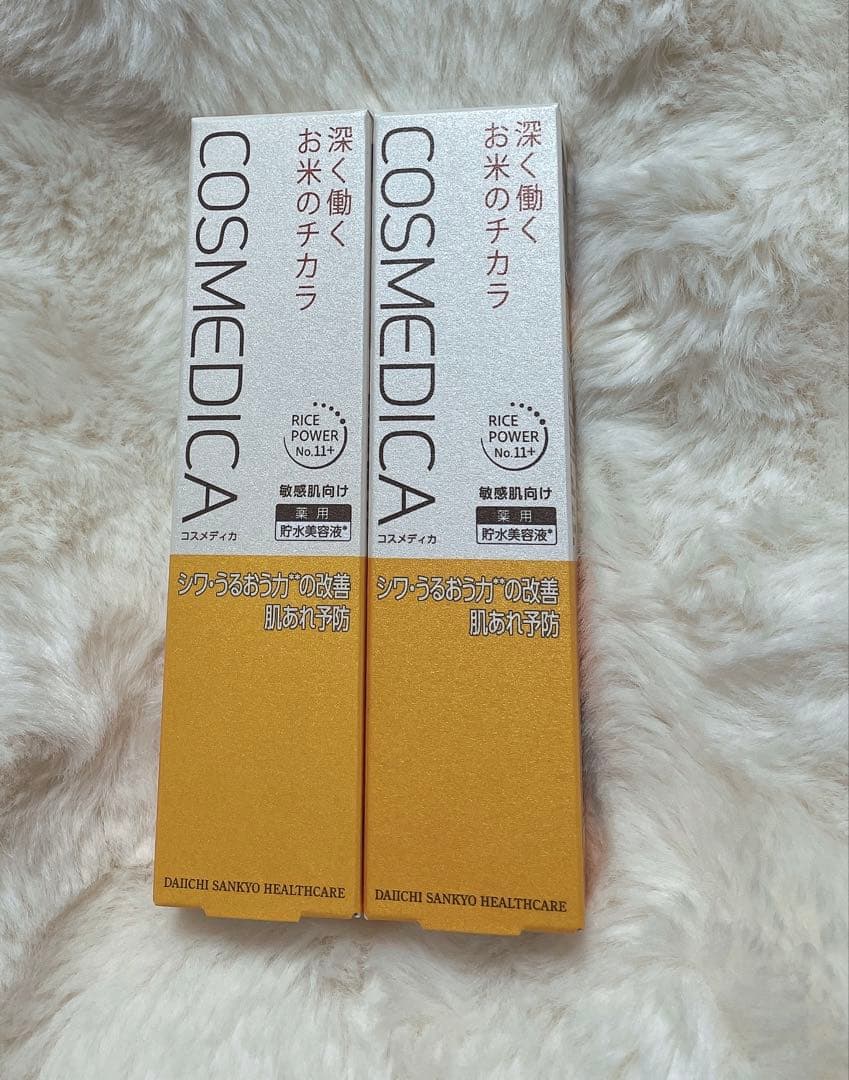 深く働く
お米のチカラ
COSMEDICA
コスメディカ
RICE
POWER
No.11+
敏感肌向け
薬用
貯水美容液*
シワ・うるおう力**の改善
肌あれ予防
DAIICHI SANKYO HEALTHCARE
深く働く
お米のチカラ
COSMEDICA
コスメディカ
RICE
POWER
No.11+
敏感肌向け
薬用
貯水美容液*
シワ・うるおう力**の改善
肌あれ予防
DAIICHI SANKYO HEALTHCARE